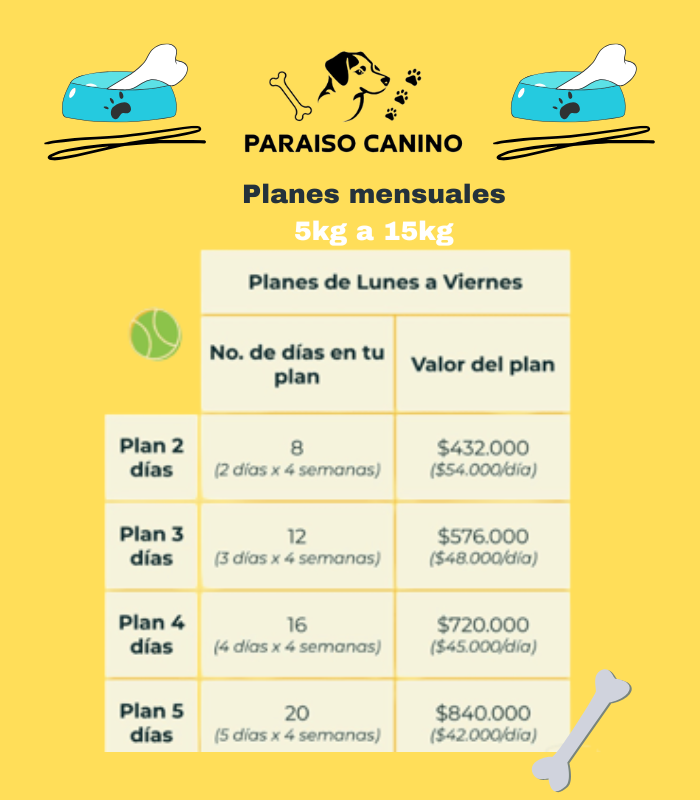 PARAISO CANINO
Planes mensuales
5kg a 15kg
Planes de Lunes a Viernes
No. de días en tu
plan
Valor del plan
Plan 2
días
8
(2 días x 4 semanas)
$432.000
($54.000/día)
Plan 3
días
12
(3 días x 4 semanas)
$576.000
($48.000/día)
Plan 4
días
16
(4 días x 4 semanas)
$720.000
($45.000/día)
Plan 5
días
20
(5 días x 4 semanas)
$840.000
($42.000/día)